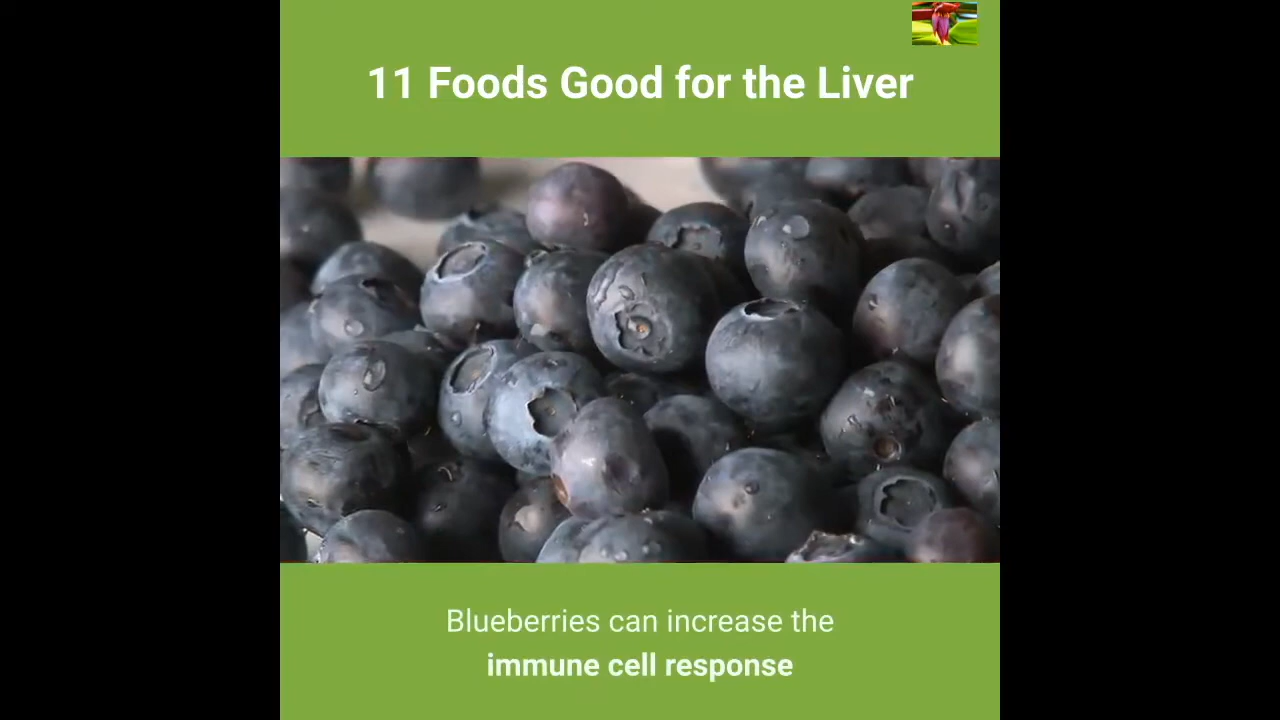 11 Foods Good for the Liver
Blueberries can increase the
immune cell response